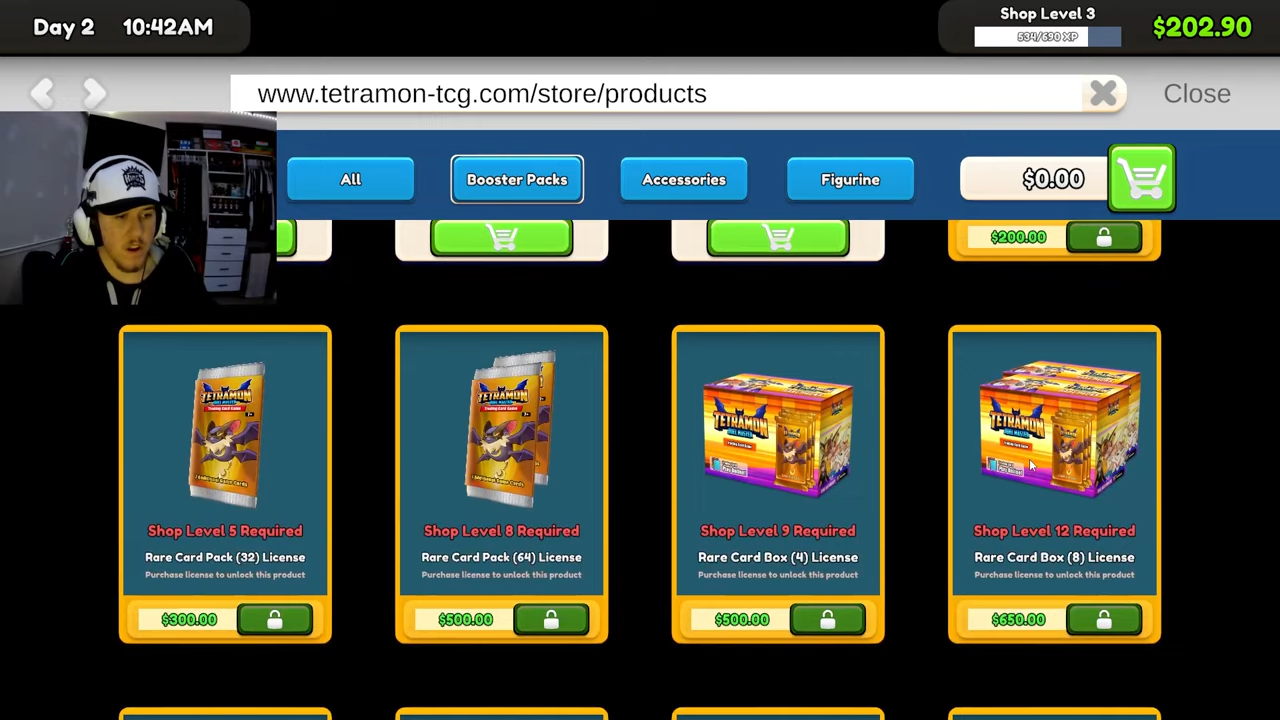 Day 2 10:42AM
Shop Level 3
534/690 XP
$202.90
www.tetramon-tcg.com/store/products
Close
All
Booster Packs
Accessories
Figurine
$0.00
$200.00
TETRAMON
TETRAMON
TETRAMON
TETRAMON
Shop Level 5 Required
Rare Card Pack (32) License
Purchase license to unlock this product
$300.00
Shop Level 8 Required
Rare Card Pack (64) License
Purchase license to unlock this product
$500.00
Shop Level 9 Required
Rare Card Box (4) License
Purchase license to unlock this product
$500.00
Shop Level 12 Required
Rare Card Box (8) License
Purchase license to unlock this product
$650.00